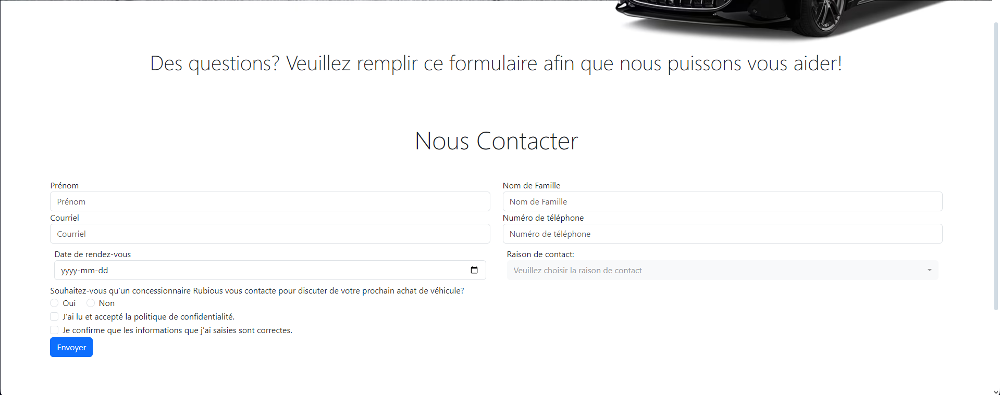 Des questions? Veuillez remplir ce formulaire afin que nous puissons vous aider!
Nous Contacter
Prénom
Nom de Famille
Prénom
Nom de Famille
Courriel
Numéro de téléphone
Courriel
Numéro de téléphone
Date de rendez-vous
Raison de contact:
yyyy-mm-dd
Veuillez choisir la raison de contact
Souhaitez-vous qu'un concessionnaire Rubious vous contacte pour discuter de votre prochain achat de véhicule?
Oui
Non
J'ai lu et accepté la politique de confidentialité.
Je confirme que les informations que j'ai saisies sont correctes.
Envoyer